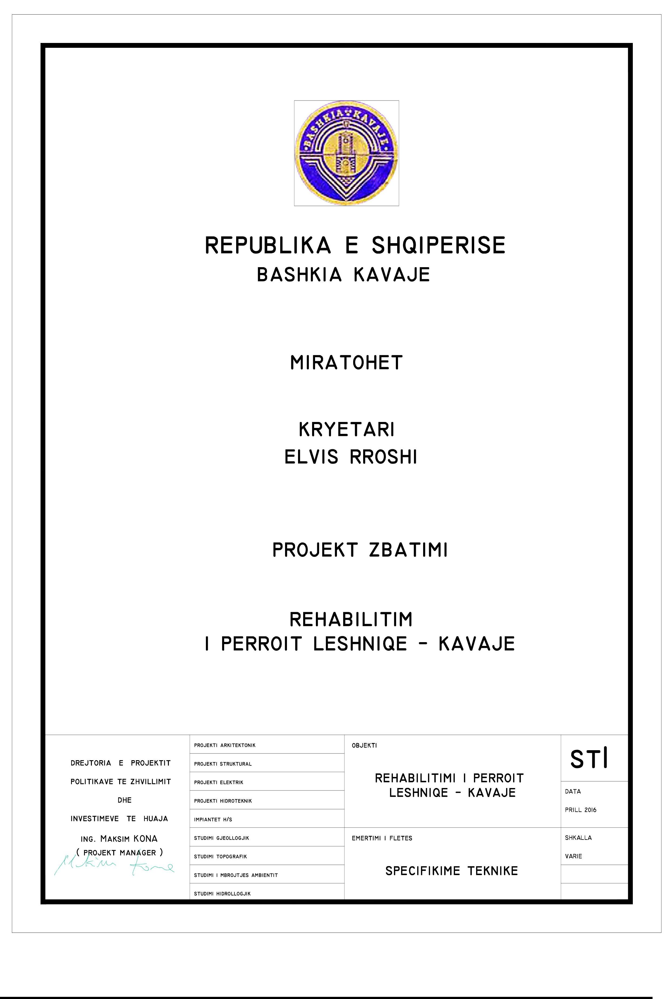 BASHKIA KAVAJE
REPUBLIKA E SHQIPERISE
BASHKIA KAVAJE
MIRATOHET
KRYETARI
ELVIS RROSHI
PROJEKT ZBATIMI
REHABILITIM
I PERROIT LESHNIQE - KAVAJE
DREJTORIA E PROJEKTIT
POLITIKAVE TE ZHVILLIMIT
DHE
INVESTIMEVE TE HUAJA
ING. MAKSIM KONA
( PROJEKT MANAGER )
Maksim Kona
PROJEKTI ARKITEKTONIK
PROJEKTI STRUKTURAL
PROJEKTI ELEKTRIK
PROJEKTI HIDROTEKNIK
IMPIANTET H/S
STUDIMI GJEOLLOGJIK
STUDIMI TOPOGRAFIK
STUDIMI I MBROJTJES AMBIENTIT
STUDIMI HIDROLLOGJIK
OBJEKTI
REHABILITIMI I PERROIT
LESHNIQE - KAVAJE
EMERTIMI I FLETES
SPECIFIKIME TEKNIKE
ST1
DATA
PRILL 2016
SHKALLA
VARIE